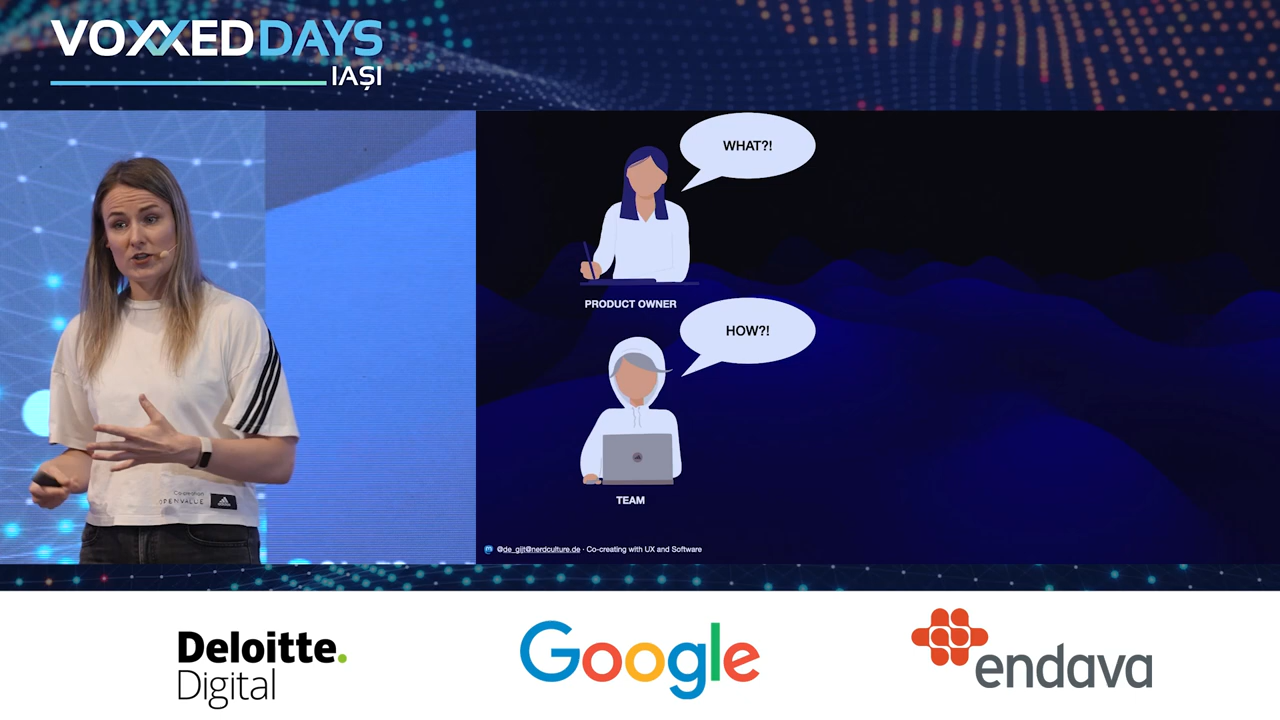 VOXXEDDAYS
IAȘI
WHAT?!
PRODUCT OWNER
HOW?!
TEAM
@de_gijt@nerdculture.de · Co-creating with UX and Software
OPENVALUE
Deloitte.
Digital
Google
endava